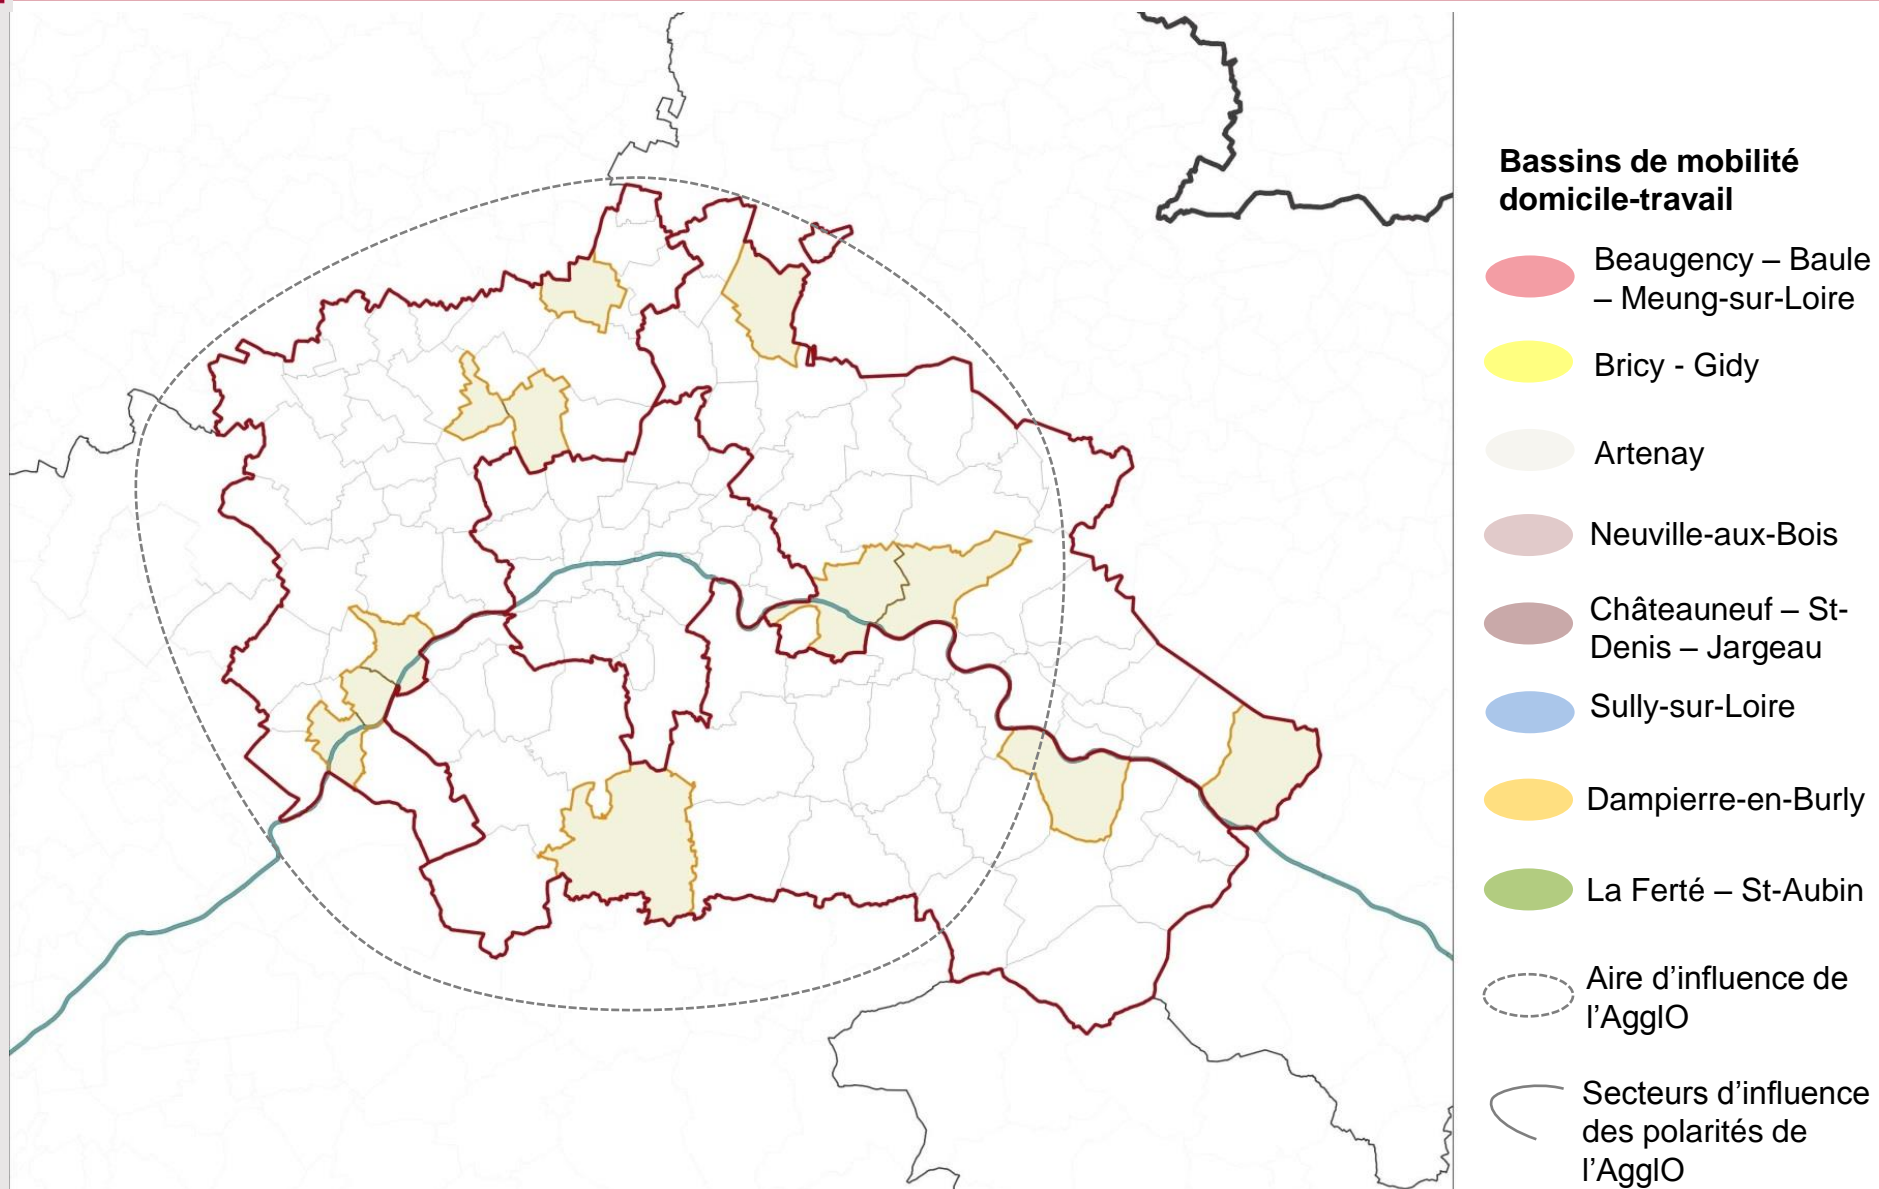 Bassins de mobilité
domicile-travail
Beaugency – Baule
– Meung-sur-Loire
Bricy - Gidy
Artenay
Neuville-aux-Bois
Châteauneuf – St-
Denis – Jargeau
Sully-sur-Loire
Dampierre-en-Burly
La Ferté – St-Aubin
Aire d’influence de
l’AgglO
Secteurs d’influence
des polarités de
l’AgglO